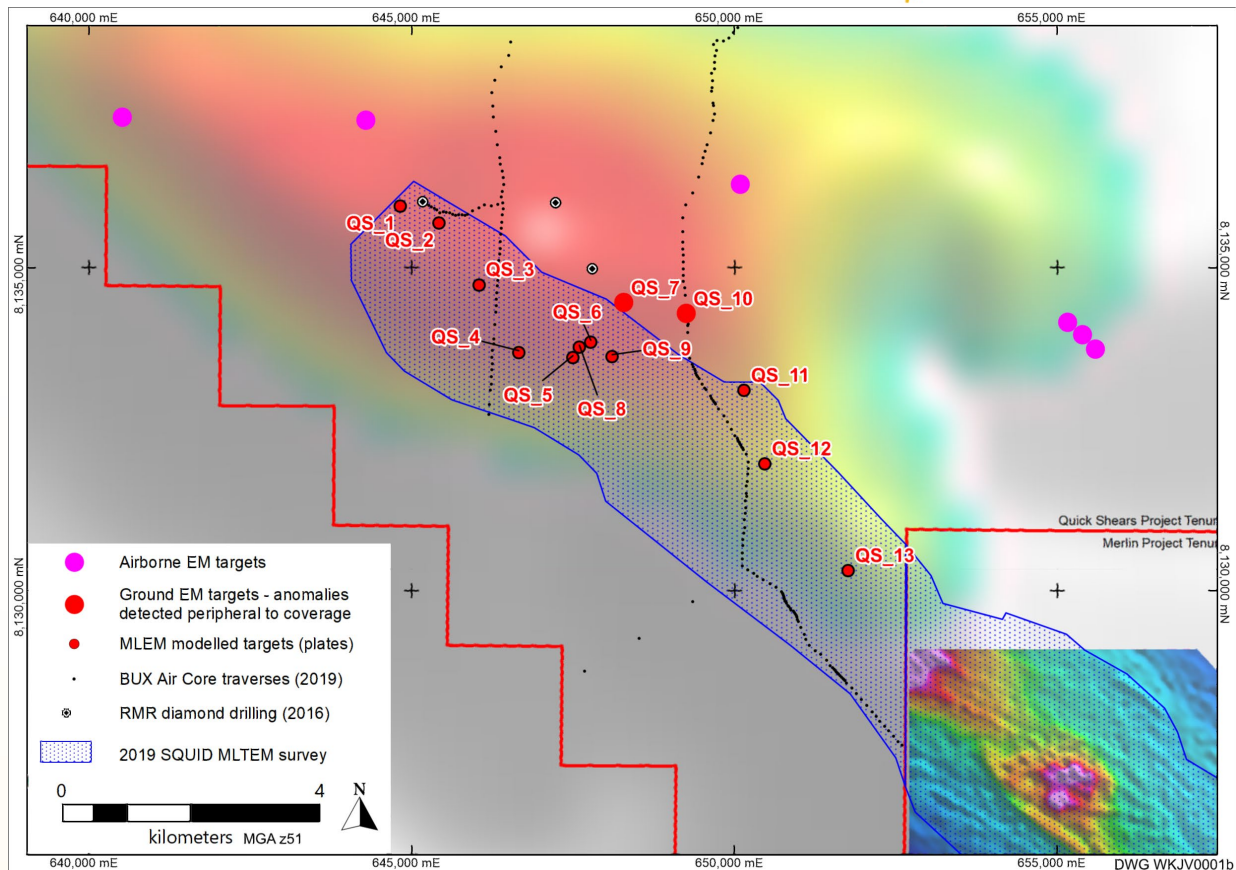 640,000 mE
645,000 mE
650,000 mE
655,000 mE
8,135,000 mN
8,135,000 mN
QS_1
QS_2
QS_3
QS_7
QS_10
QS_6
QS_4
QS_9
QS_5
QS_8
QS_11
QS_12
QS_13
Quick Shears Project Tenur
Merlin Project Tenur
8,130,000 mN
8,130,000 mN
Airborne EM targets
Ground EM targets - anomalies
detected peripheral to coverage
MLEM modelled targets (plates)
BUX Air Core traverses (2019)
RMR diamond drilling (2016)
2019 SQUID MLTEM survey
0
4
N
kilometers MGA z51
640,000 mE
645,000 mE
650,000 mE
655,000 mE
DWG WKJV0001b